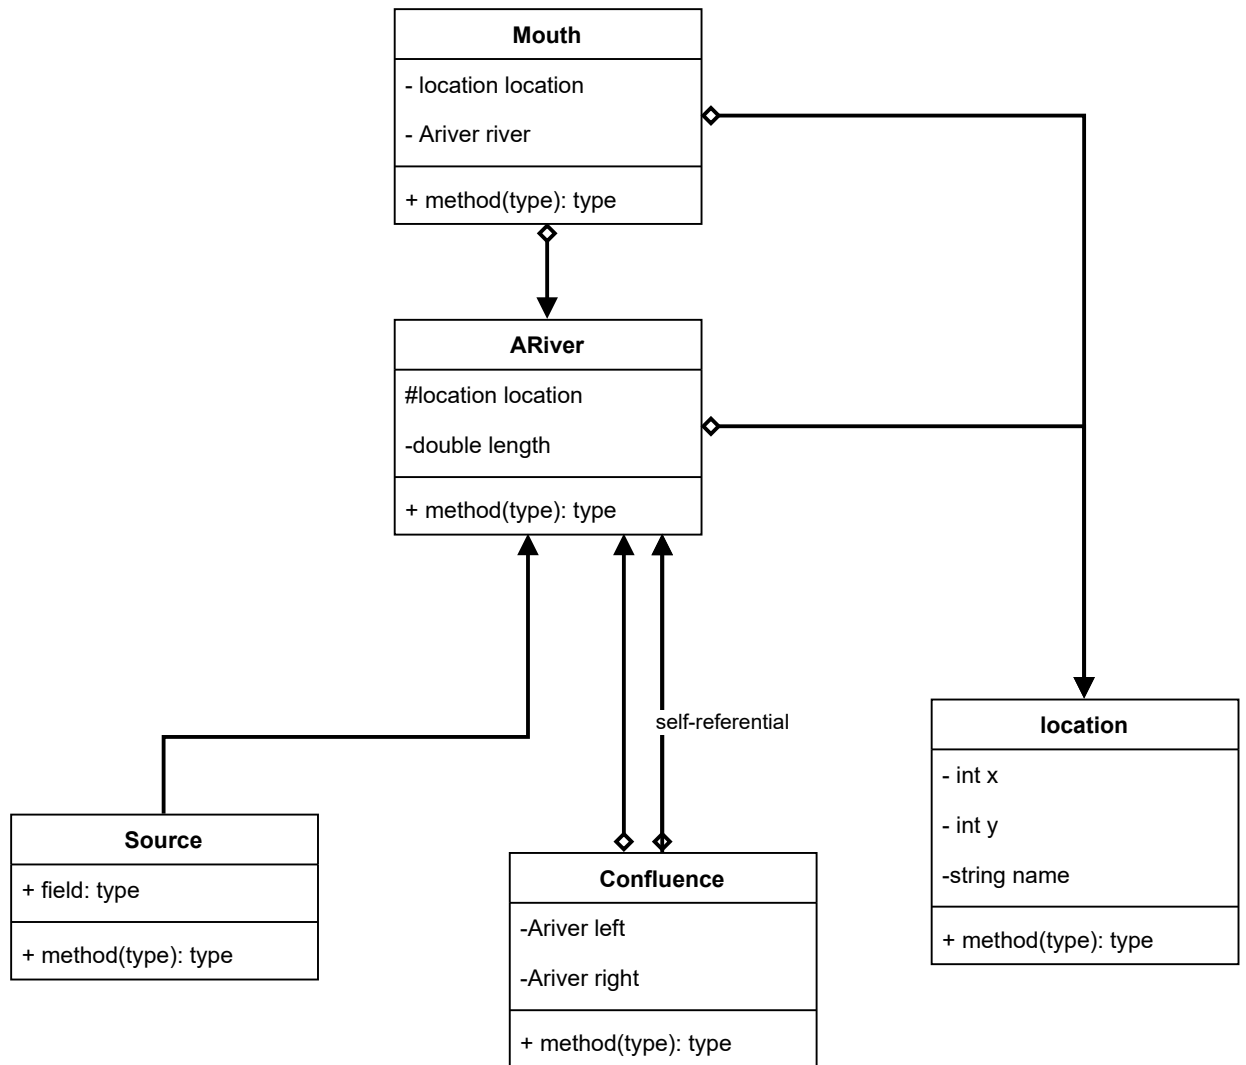 Mouth
- location location
- Ariver river
+ method(type): type
ARiver
#location location
-double length
+ method(type): type
self-referential
location
- int x
- int y
-string name
+ method(type): type
Source
+ field: type
+ method(type): type
Confluence
-Ariver left
-Ariver right
+ method(type): type